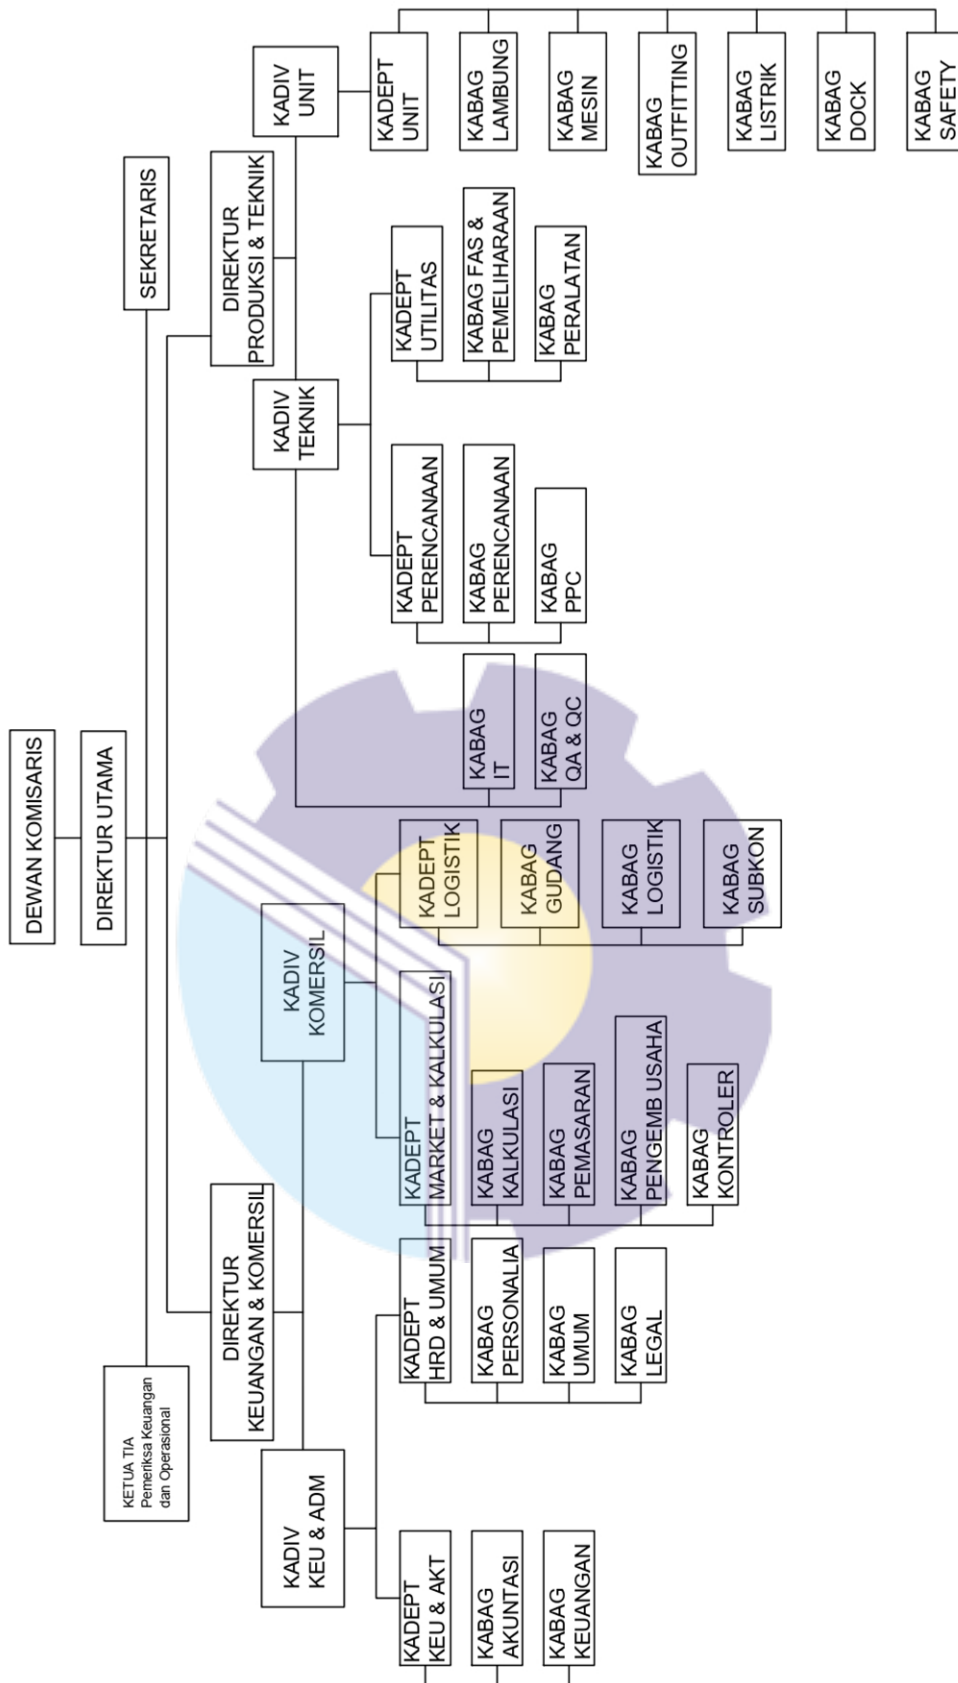 DEWAN KOMISARIS
DIREKTUR UTAMA
KETUA TIA
Pemeriksa Keuangan
dan Operasional
SEKRETARIS
DIREKTUR
KEUANGAN & KOMERSIL
DIREKTUR
PRODUKSI & TEKNIK
KADIV
KEU & ADM
KADIV
KOMERSIL
KADIV
TEKNIK
KADIV
UNIT
KADEPT
KEU & AKT
KABAG
AKUNTASI
KABAG
KEUANGAN
KADEPT
HRD & UMUM
KABAG
PERSONALIA
KABAG
UMUM
KABAG
LEGAL
KADEPT
MARKET & KALKULASI
KABAG
KALKULASI
KABAG
PEMASARAN
KABAG
PENGEMB USAHA
KABAG
KONTROLER
KADEPT
LOGISTIK
KABAG
GUDANG
KABAG
LOGISTIK
KABAG
SUBKON
KABAG
IT
KABAG
QA & QC
KADEPT
PERENCANAAN
KABAG
PERENCANAAN
KABAG
PPC
KADEPT
UTILITAS
KABAG FAS &
PEMELIHARAAN
KABAG
PERALATAN
KADEPT
UNIT
KABAG
LAMBUNG
KABAG
MESIN
KABAG
OUTFITTING
KABAG
LISTRIK
KABAG
DOCK
KABAG
SAFETY